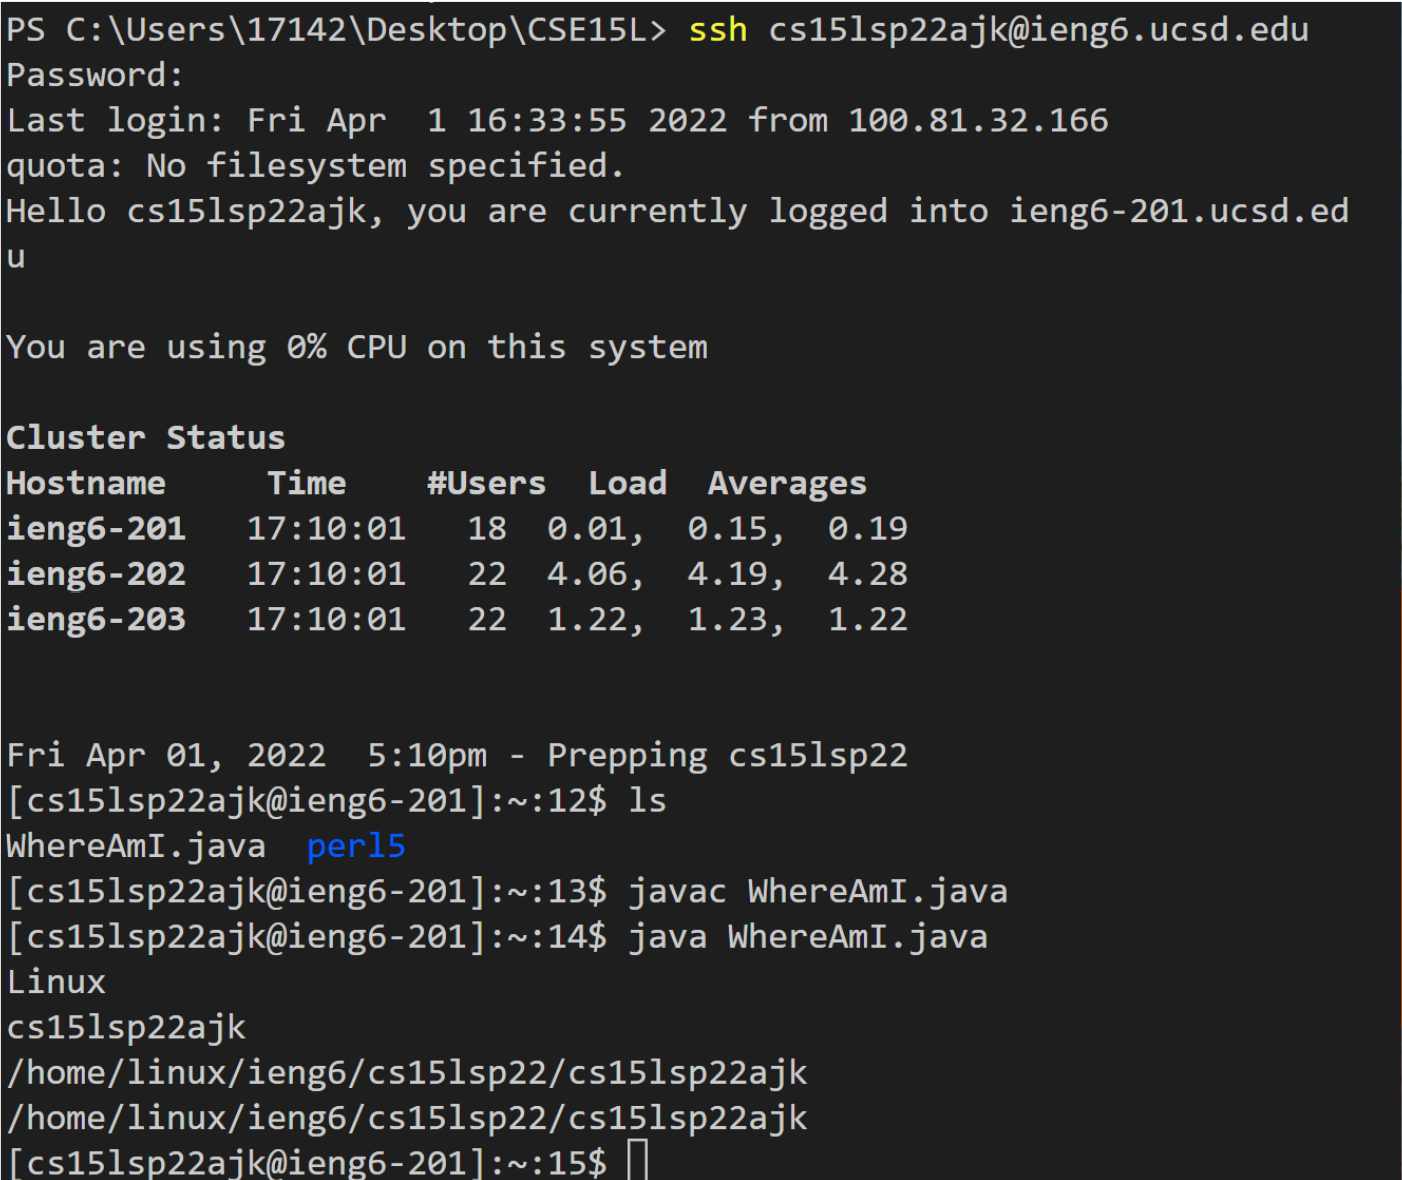 PS C:\Users\17142\Desktop\CSE15L> ssh cs15lsp22ajk@ieng6.ucsd.edu
Password:
Last login: Fri Apr  1 16:33:55 2022 from 100.81.32.166
quota: No filesystem specified.
Hello cs15lsp22ajk, you are currently logged into ieng6-201.ucsd.ed
u
You are using 0% CPU on this system
Cluster Status
Hostname     Time    #Users  Load  Averages
ieng6-201   17:10:01   18  0.01,  0.15,  0.19
ieng6-202   17:10:01   22  4.06,  4.19,  4.28
ieng6-203   17:10:01   22  1.22,  1.23,  1.22
Fri Apr 01, 2022  5:10pm - Prepping cs15lsp22
[cs15lsp22ajk@ieng6-201]:~:12$ ls
WhereAmI.java  perl5
[cs15lsp22ajk@ieng6-201]:~:13$ javac WhereAmI.java
[cs15lsp22ajk@ieng6-201]:~:14$ java WhereAmI.java
Linux
cs15lsp22ajk
/home/linux/ieng6/cs15lsp22/cs15lsp22ajk
/home/linux/ieng6/cs15lsp22/cs15lsp22ajk
[cs15lsp22ajk@ieng6-201]:~:15$